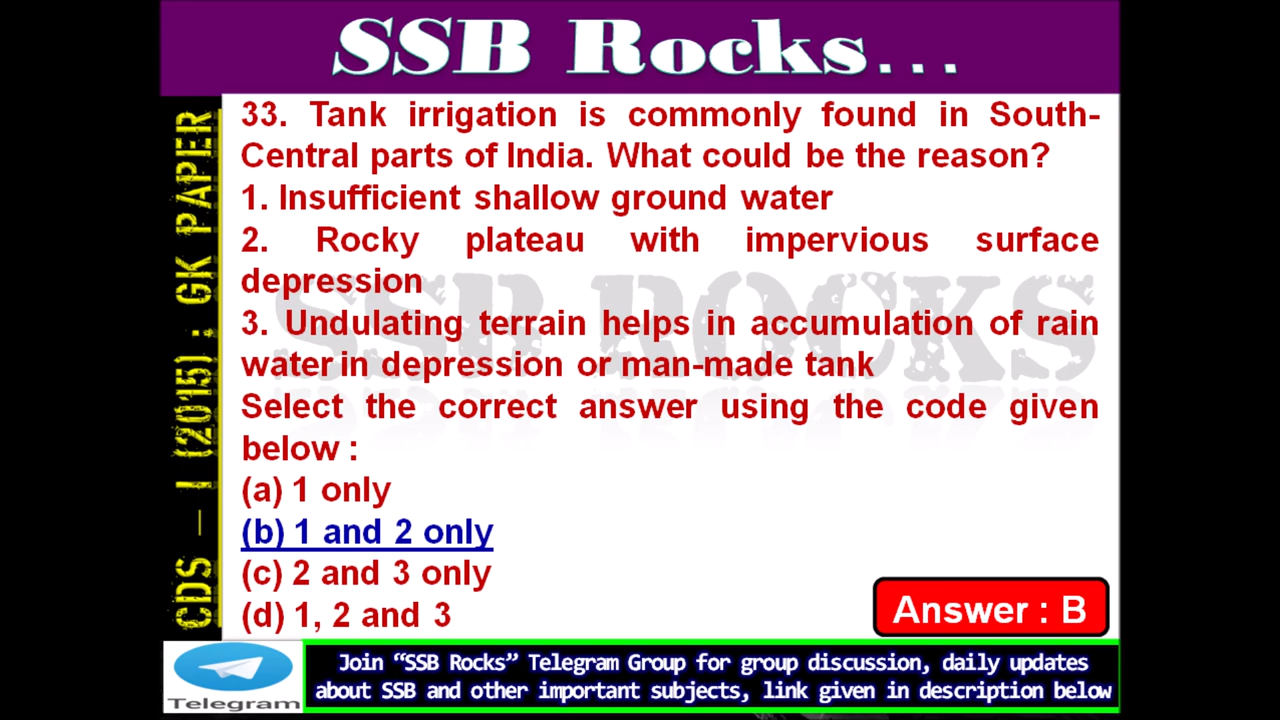 SSB Rocks...
CDS – I (2015) : GK PAPER
33. Tank irrigation is commonly found in South-
Central parts of India. What could be the reason?
1. Insufficient shallow ground water
2. Rocky plateau with impervious surface
depression
3. Undulating terrain helps in accumulation of rain
water in depression or man-made tank
Select the correct answer using the code given
below :
(a) 1 only
(b) 1 and 2 only
(c) 2 and 3 only
(d) 1, 2 and 3
SSB ROCKS
Answer : B
Telegram
Join “SSB Rocks” Telegram Group for group discussion, daily updates
about SSB and other important subjects, link given in description below